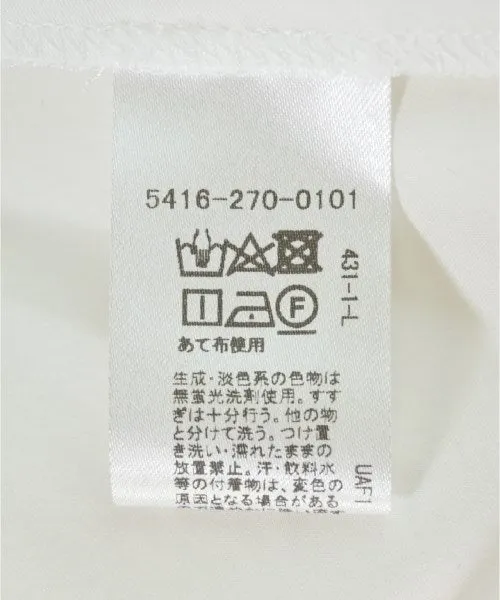 5416-270-0101
F
あて布使用
生成・淡色系の色物は
無蛍光洗剤使用。すす
ぎは十分行う。他の物
と分けて洗う。つけ置
き洗い・濡れたままの
放置禁止。汗・飲料水
等の付着物は、変色の
原因となる場合がある
431-1-L
UAF1